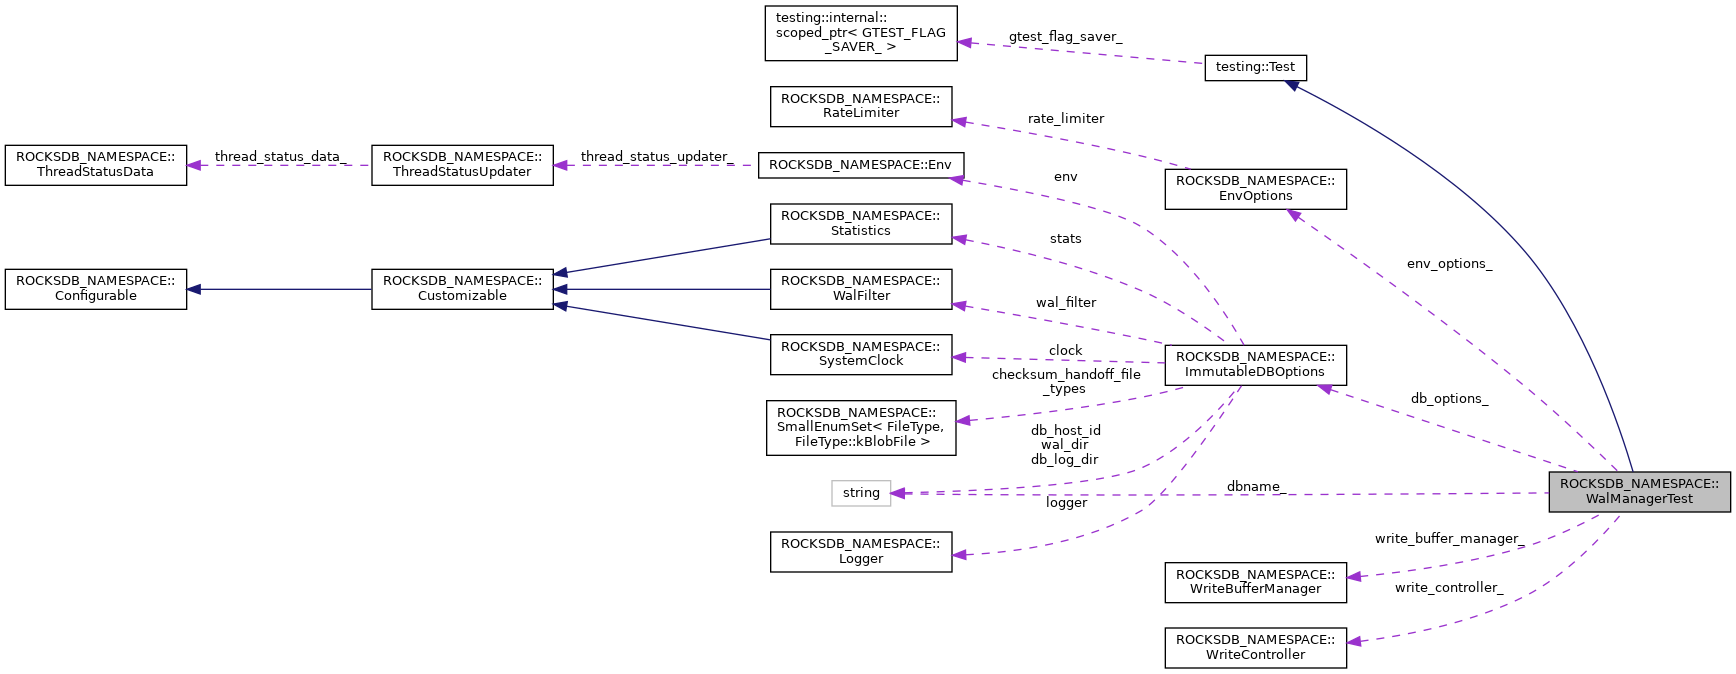 testing::internal::
scoped_ptr< GTEST_FLAG
_SAVER_ >
gtest_flag_saver_
testing::Test
ROCKSDB_NAMESPACE::
RateLimiter
rate_limiter
ROCKSDB_NAMESPACE::
ThreadStatusData
thread_status_data_
ROCKSDB_NAMESPACE::
ThreadStatusUpdater
thread_status_updater_
ROCKSDB_NAMESPACE::Env
env
ROCKSDB_NAMESPACE::
EnvOptions
env_options_
ROCKSDB_NAMESPACE::
Statistics
stats
ROCKSDB_NAMESPACE::
Configurable
ROCKSDB_NAMESPACE::
Customizable
ROCKSDB_NAMESPACE::
WalFilter
wal_filter
ROCKSDB_NAMESPACE::
SystemClock
clock
ROCKSDB_NAMESPACE::
ImmutableDBOptions
db_options_
checksum_handoff_file
_types
ROCKSDB_NAMESPACE::
SmallEnumSet< FileType,
FileType::kBlobFile >
db_host_id
wal_dir
db_log_dir
string
dbname_
ROCKSDB_NAMESPACE::
WalManagerTest
logger
ROCKSDB_NAMESPACE::
Logger
write_buffer_manager_
ROCKSDB_NAMESPACE::
WriteBufferManager
write_controller_
ROCKSDB_NAMESPACE::
WriteController